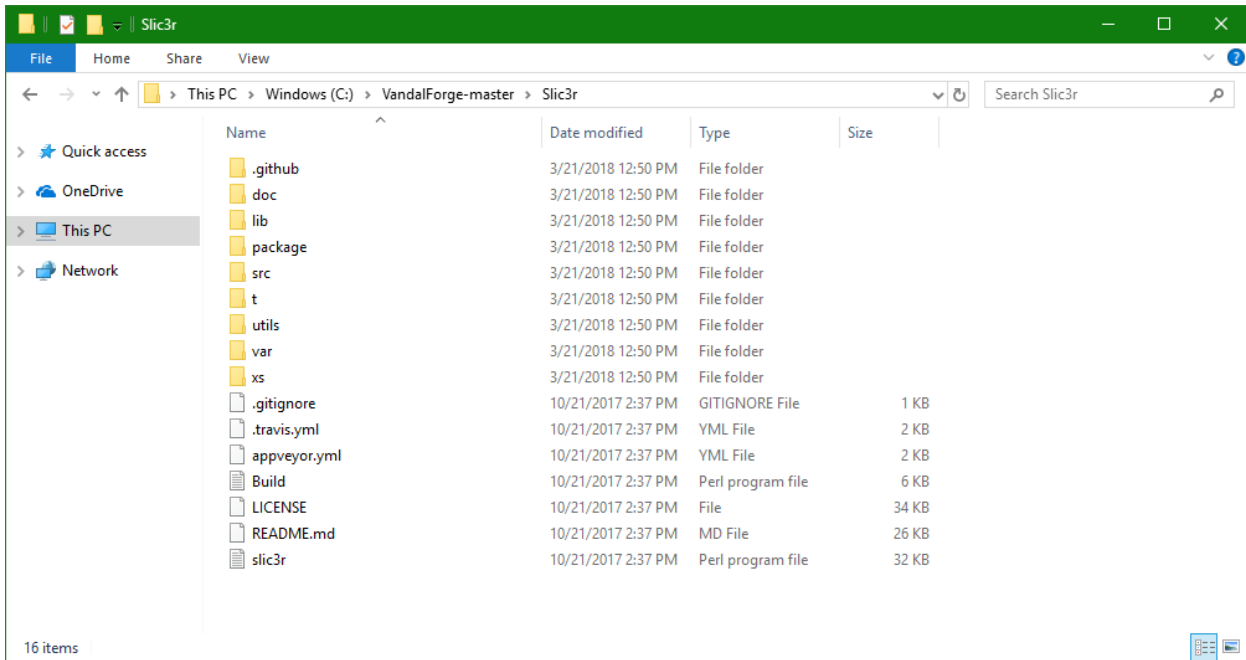 Slic3r
File Home Share View
This PC Windows (C:) VandalForge-master Slic3r Search Slic3r
Name Date modified Type Size
Quick access
OneDrive
This PC
Network
.github 3/21/2018 12:50 PM File folder
doc 3/21/2018 12:50 PM File folder
lib 3/21/2018 12:50 PM File folder
package 3/21/2018 12:50 PM File folder
src 3/21/2018 12:50 PM File folder
t 3/21/2018 12:50 PM File folder
utils 3/21/2018 12:50 PM File folder
var 3/21/2018 12:50 PM File folder
xs 3/21/2018 12:50 PM File folder
.gitignore 10/21/2017 2:37 PM GITIGNORE File 1 KB
.travis.yml 10/21/2017 2:37 PM YML File 2 KB
appveyor.yml 10/21/2017 2:37 PM YML File 2 KB
Build 10/21/2017 2:37 PM Perl program file 6 KB
LICENSE 10/21/2017 2:37 PM File 34 KB
README.md 10/21/2017 2:37 PM MD File 26 KB
slic3r 10/21/2017 2:37 PM Perl program file 32 KB
16 items